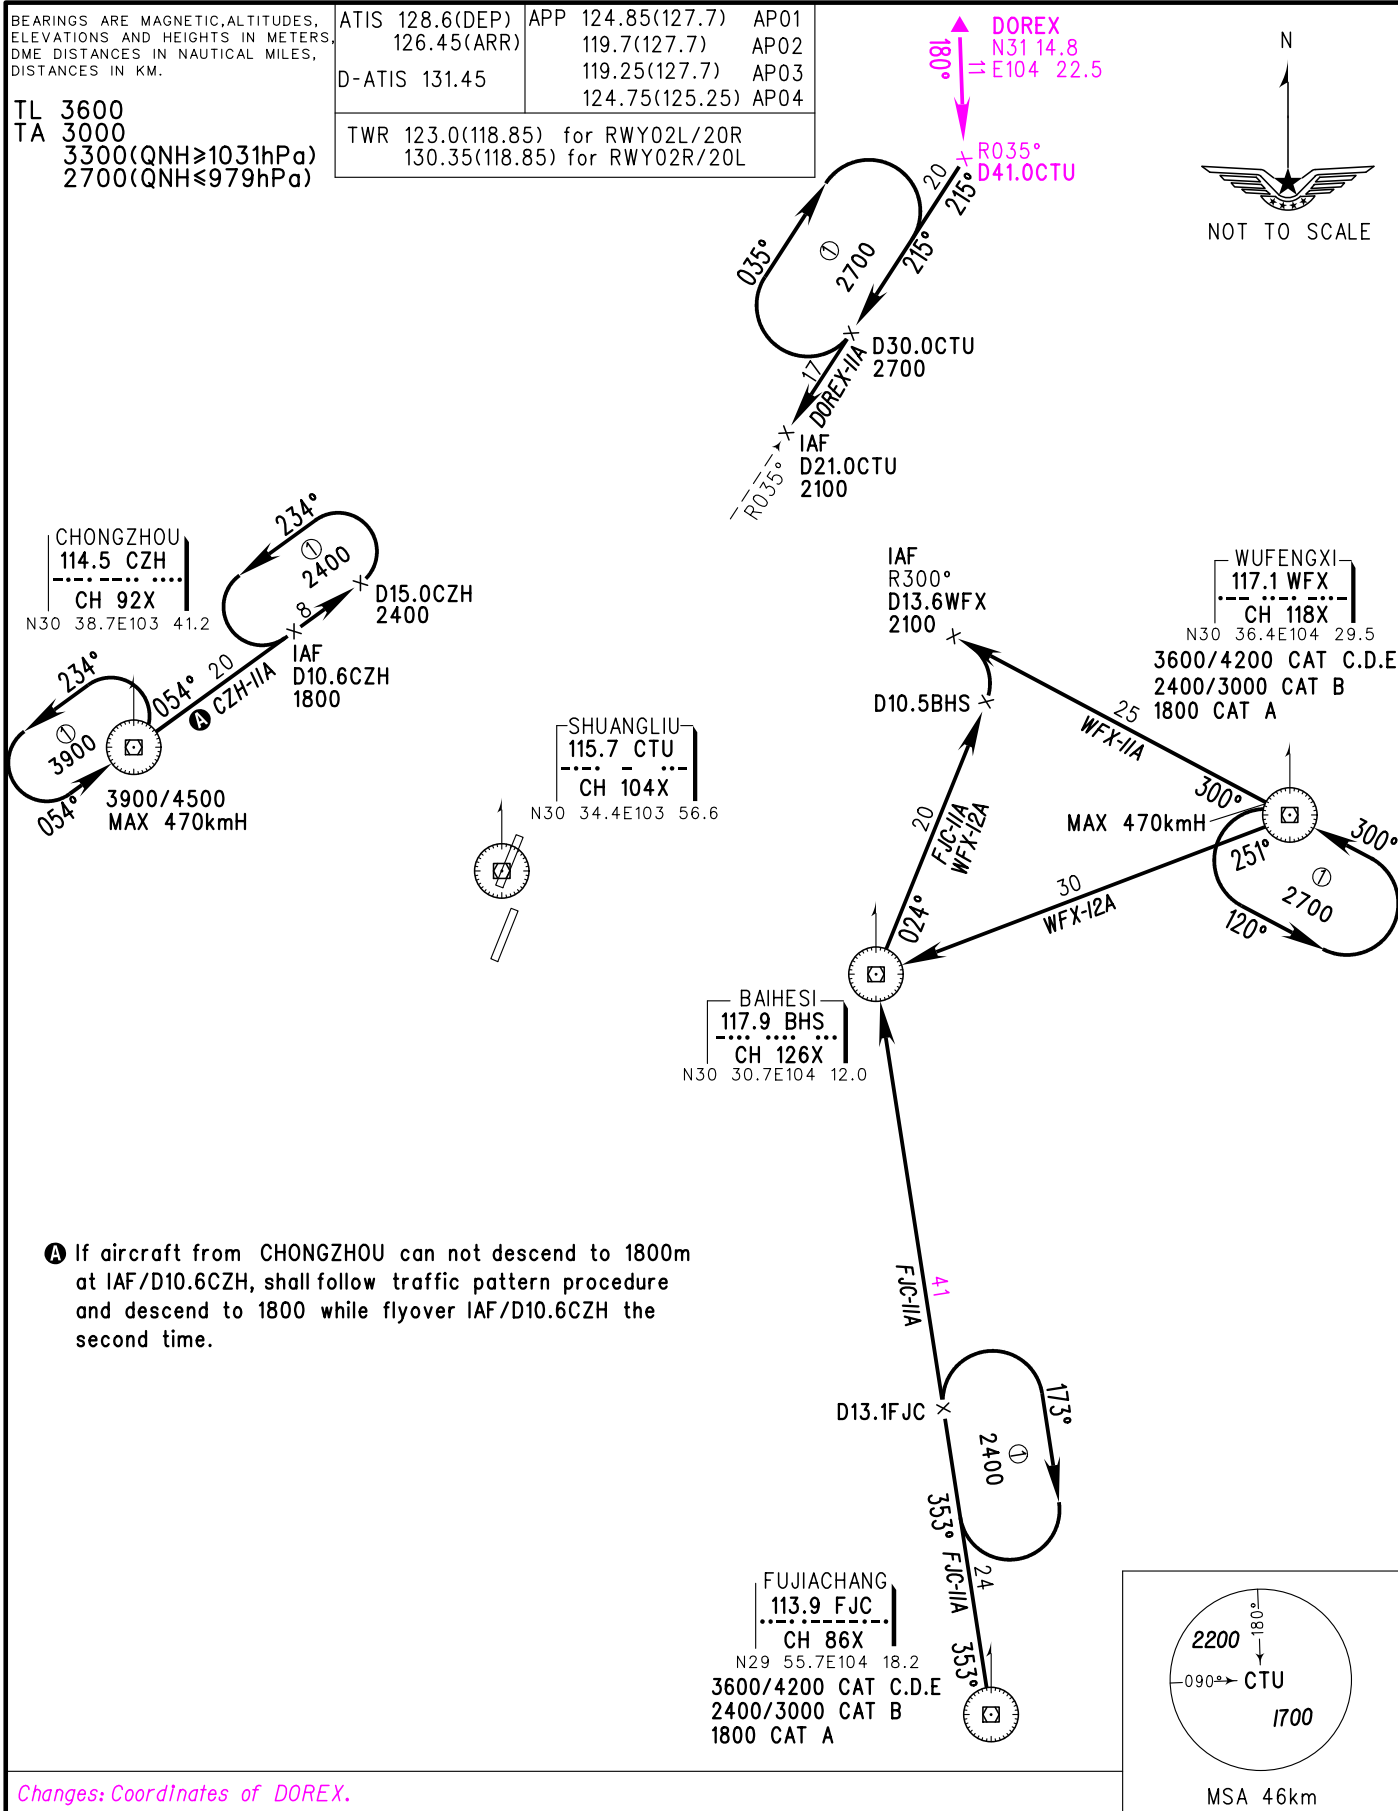 BEARINGS ARE MAGNETIC,ALTITUDES,
ELEVATIONS AND HEIGHTS IN METERS,
DME DISTANCES IN NAUTICAL MILES,
DISTANCES IN KM.
TL 3600
TA 3000
3300(QNH≥1031hPa)
2700(QNH≤979hPa)
ATIS 128.6(DEP)
126.45(ARR)
D-ATIS 131.45
APP 124.85(127.7) AP01
119.7(127.7) AP02
119.25(127.7) AP03
124.75(125.25) AP04
TWR 123.0(118.85) for RWY02L/20R
130.35(118.85) for RWY02R/20L
DOREX
N31 14.8
E104 22.5
180°
11
R035°
D41.0CTU
N
NOT TO SCALE
20
215°
215°
035°
①
2700
D30.0CTU
2700
17
DOREX-11A
IAF
D21.0CTU
2100
R035°
CHONGZHOU
114.5 CZH
CH 92X
N30 38.7E103 41.2
234°
①
2400
D15.0CZH
2400
8
IAF
D10.6CZH
1800
20
054°
A CZH-11A
234°
①
3900
054°
3900/4500
MAX 470kmH
SHUANGLIU
115.7 CTU
CH 104X
N30 34.4E103 56.6
IAF
R300°
D13.6WFX
2100
D10.5BHS
WUFENGXI
117.1 WFX
CH 118X
N30 36.4E104 29.5
3600/4200 CAT C.D.E
2400/3000 CAT B
1800 CAT A
25
WFX-11A
300°
MAX 470kmH
251°
300°
①
2700
120°
30
WFX-12A
20
FJC-11A
WFX-12A
024°
BAIHESI
117.9 BHS
CH 126X
N30 30.7E104 12.0
A If aircraft from CHONGZHOU can not descend to 1800m
at IAF/D10.6CZH, shall follow traffic pattern procedure
and descend to 1800 while flyover IAF/D10.6CZH the
second time.
41
FJC-11A
D13.1FJC
173°
①
2400
353°
FJC-11A
24
353°
FUJIACHANG
113.9 FJC
CH 86X
N29 55.7E104 18.2
3600/4200 CAT C.D.E
2400/3000 CAT B
1800 CAT A
180°
2200
090°
CTU
1700
MSA 46km
Changes: Coordinates of DOREX.